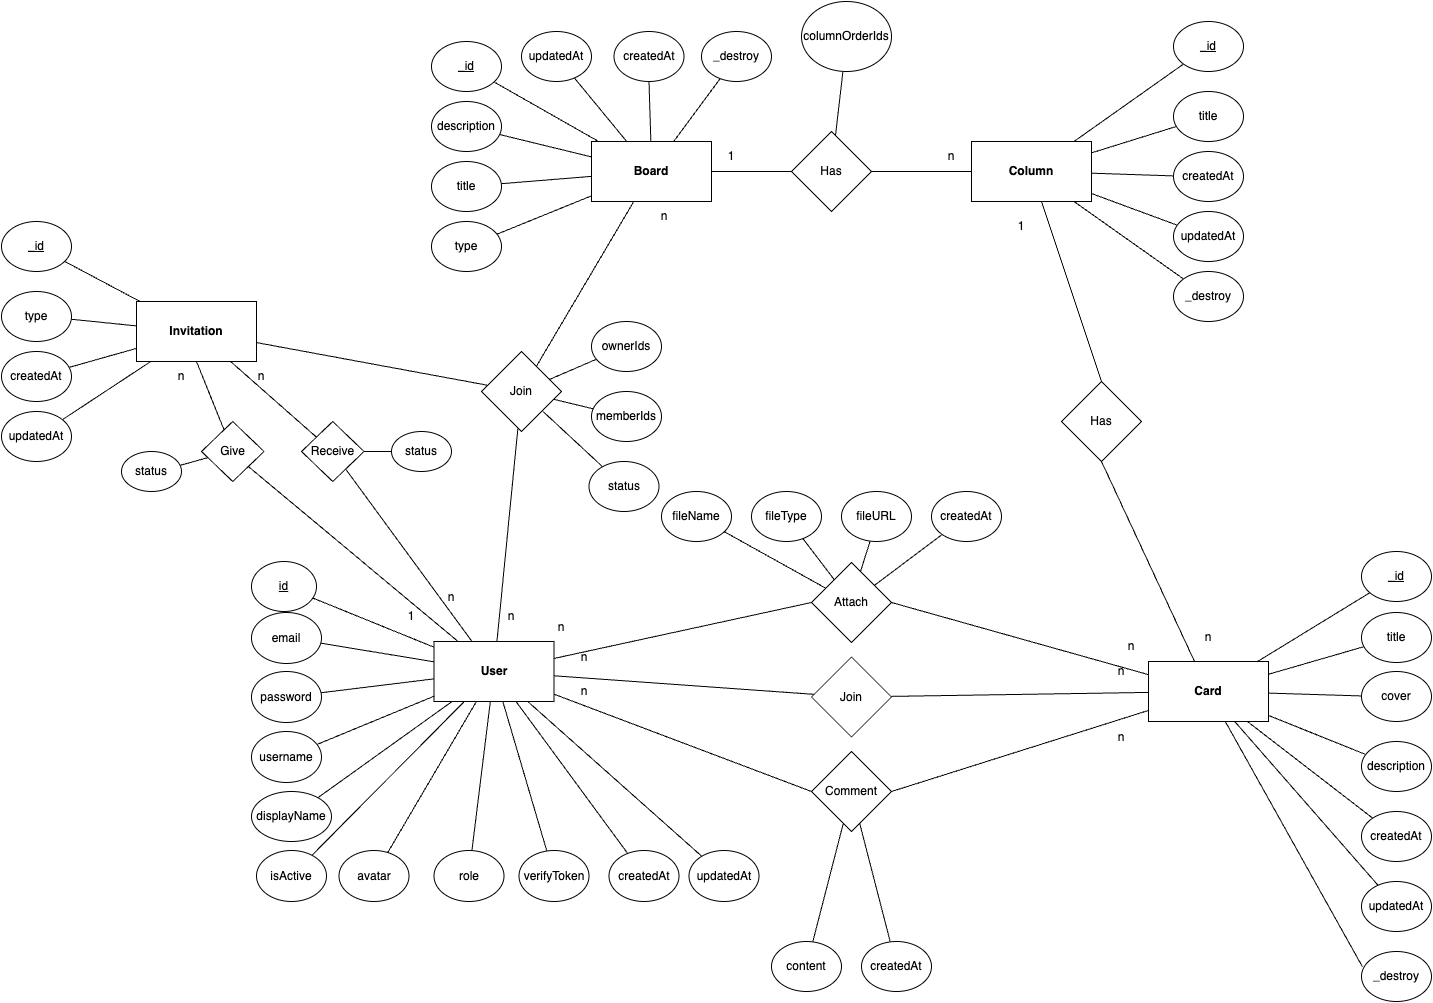 columnOrderIds
_id
updatedAt
createdAt
_destroy
_id
description
title
1
n
title
Board
Has
Column
createdAt
title
n
1
updatedAt
type
_id
_destroy
type
Invitation
ownerIds
createdAt
n
n
Join
memberIds
updatedAt
Has
status
Give
Receive
status
status
fileName
fileType
fileURL
createdAt
_id
id
n
Attach
1
n
n
email
n
n
title
n
User
n
Card
password
n
Join
cover
n
username
Comment
description
displayName
createdAt
isActive
avatar
role
verifyToken
createdAt
updatedAt
updatedAt
content
createdAt
_destroy